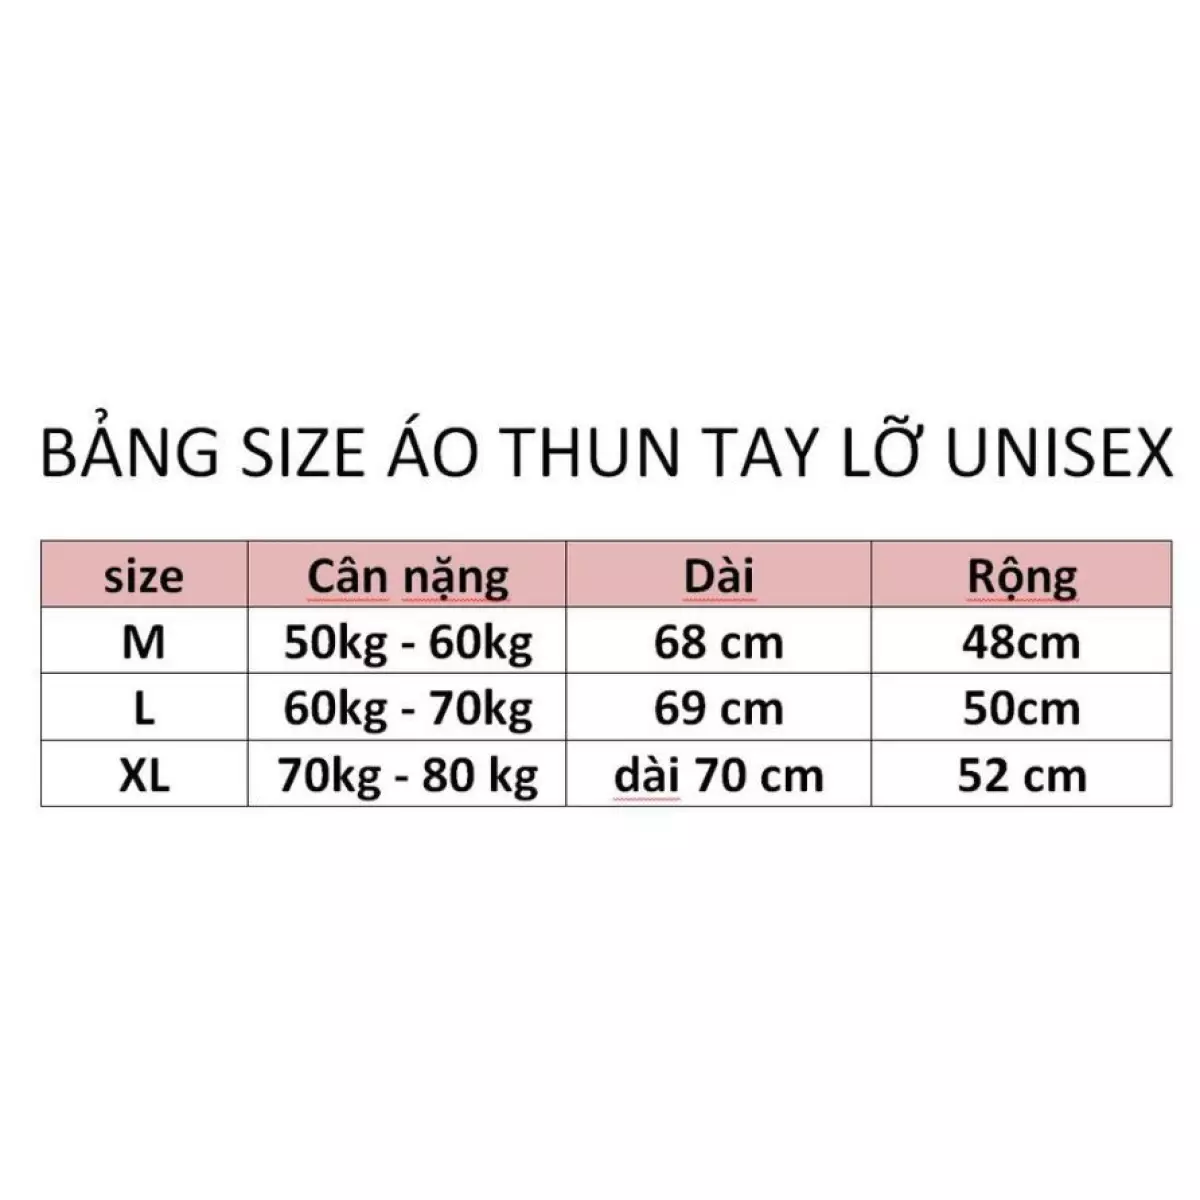 BẢNG SIZE ÁO THUN TAY LỠ UNISEX
size Cân nặng Dài Rộng
M 50kg - 60kg 68 cm 48cm
L 60kg - 70kg 69 cm 50cm
XL 70kg - 80 kg dài 70 cm 52 cm